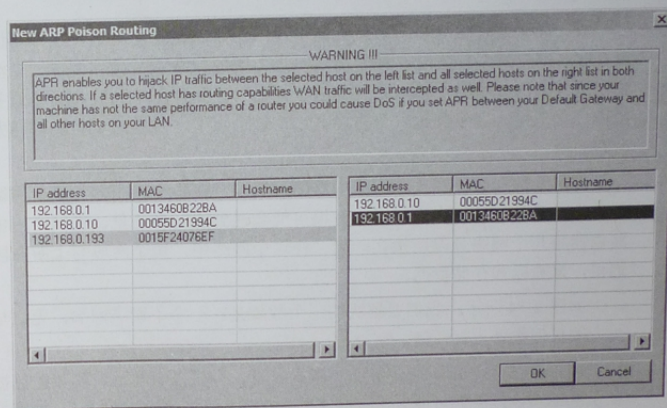 New ARP Poison Routing
WARNING !!!
APR enables you to hijack IP traffic between the selected host on the left list and all selected hosts on the right list in both
directions. If a selected host has routing capabilities WAN traffic will be intercepted as well. Please note that since your
machine has not the same performance of a router you could cause DoS if you set APR between your Default Gateway and
all other hosts on your LAN.
IP address MAC Hostname
192.168.0.1 0013460B22BA
192.168.0.10 00055D21994C
192.168.0.193 0015F24076EF
IP address MAC Hostname
192.168.0.10 00055D21994C
192.168.0.1 0013460B22BA
OK Cancel